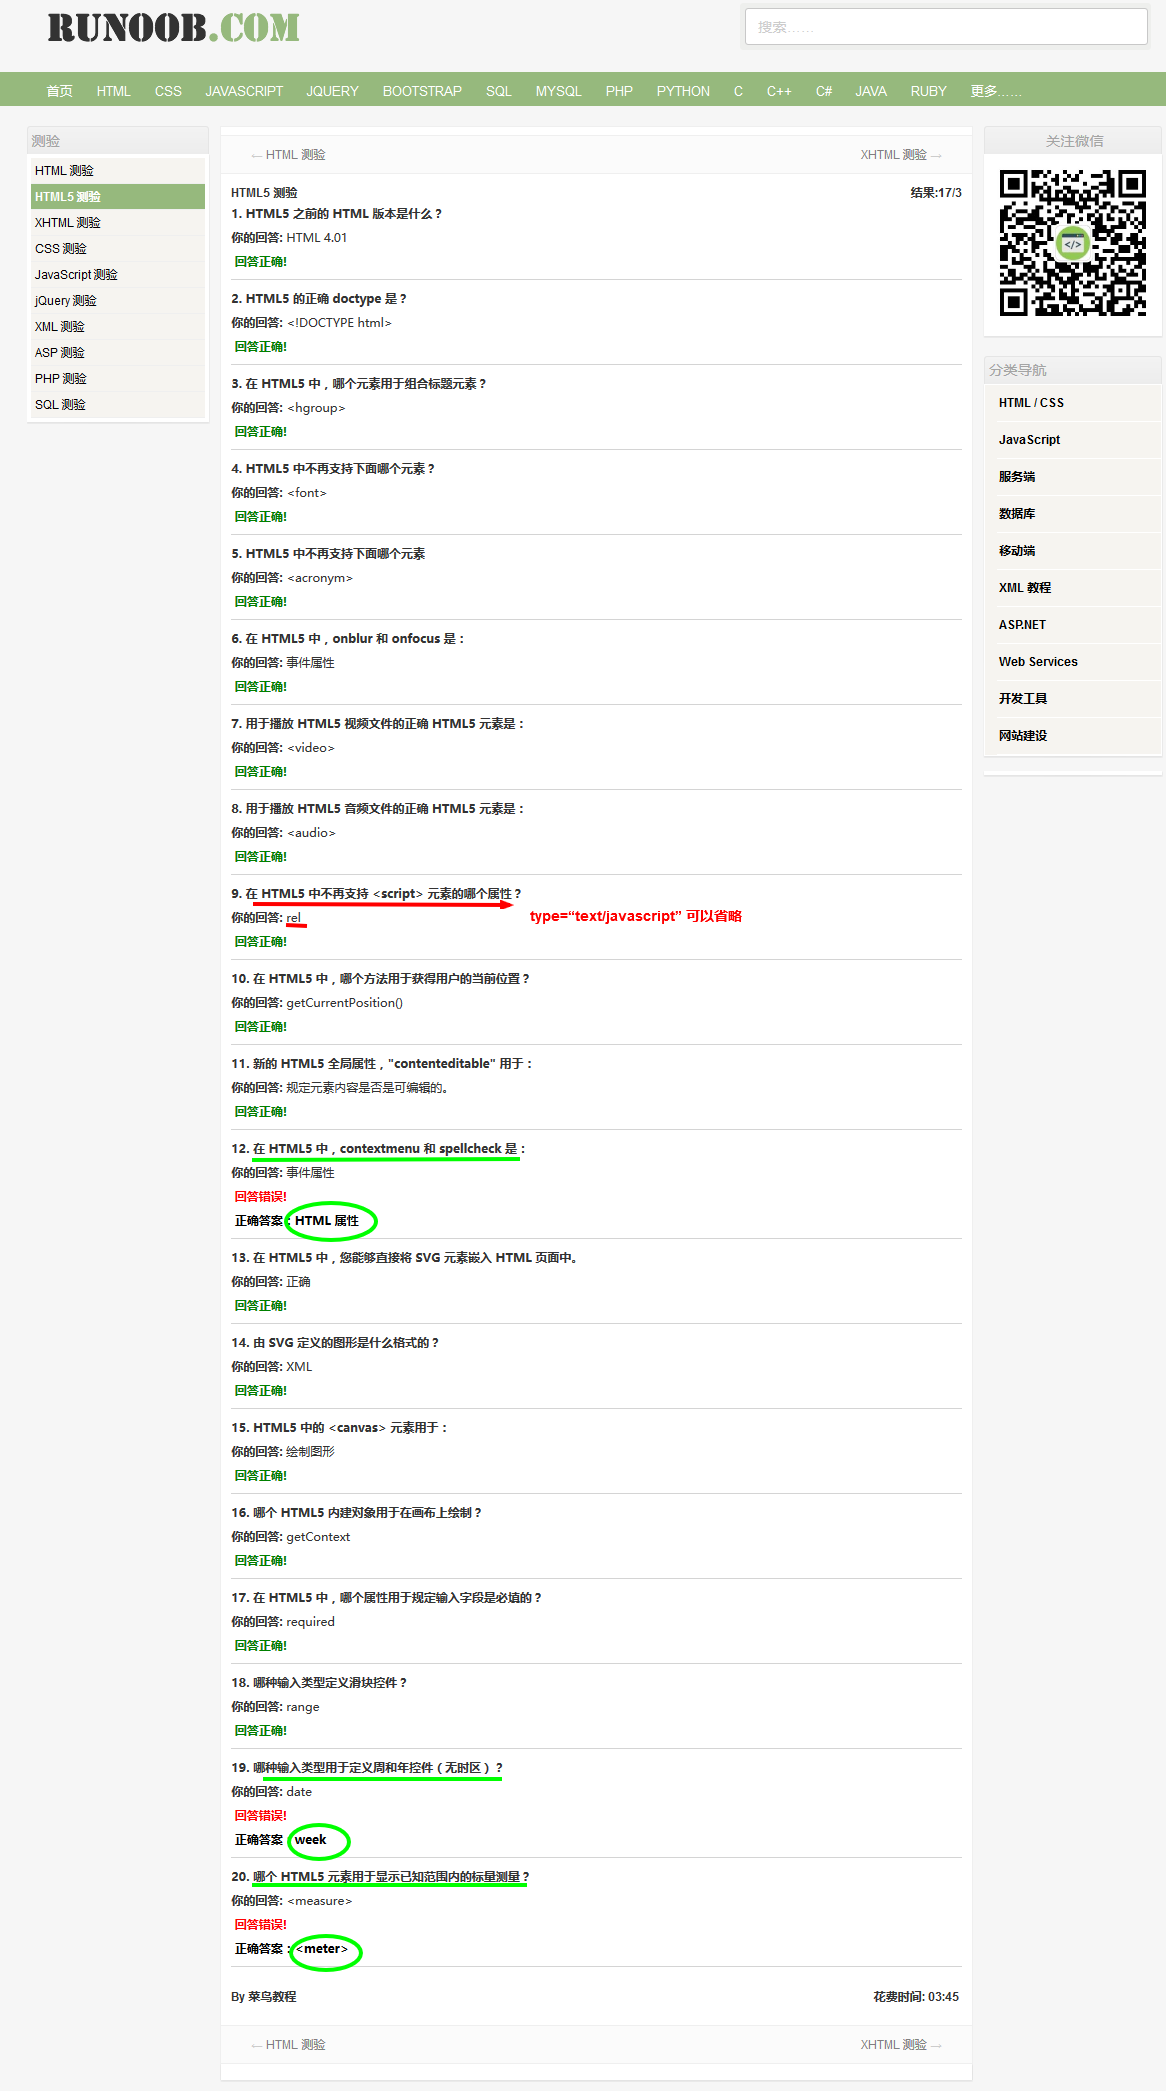 RUNOOB.COM
搜索……
首页 HTML CSS JAVASCRIPT JQUERY BOOTSTRAP SQL MYSQL PHP PYTHON C C++ C# JAVA RUBY 更多……
测验
HTML 测验
HTML5 测验
XHTML 测验
CSS 测验
JavaScript 测验
jQuery 测验
XML 测验
ASP 测验
PHP 测验
SQL 测验
← HTML 测验 XHTML 测验 →
HTML5 测验 结果:17/3
1. HTML5 之前的 HTML 版本是什么？
你的回答: HTML 4.01
回答正确!
2. HTML5 的正确 doctype 是？
你的回答: <!DOCTYPE html>
回答正确!
3. 在 HTML5 中，哪个元素用于组合标题元素？
你的回答: <hgroup>
回答正确!
4. HTML5 中不再支持下面哪个元素？
你的回答: <font>
回答正确!
5. HTML5 中不再支持下面哪个元素
你的回答: <acronym>
回答正确!
6. 在 HTML5 中，onblur 和 onfocus 是：
你的回答: 事件属性
回答正确!
7. 用于播放 HTML5 视频文件的正确 HTML5 元素是：
你的回答: <video>
回答正确!
8. 用于播放 HTML5 音频文件的正确 HTML5 元素是：
你的回答: <audio>
回答正确!
9. 在 HTML5 中不再支持 <script> 元素的哪个属性？
你的回答: rel
type=“text/javascript” 可以省略
回答正确!
10. 在 HTML5 中，哪个方法用于获得用户的当前位置？
你的回答: getCurrentPosition()
回答正确!
11. 新的 HTML5 全局属性，"contenteditable" 用于：
你的回答: 规定元素内容是否是可编辑的。
回答正确!
12. 在 HTML5 中，contextmenu 和 spellcheck 是：
你的回答: 事件属性
回答错误!
正确答案：HTML 属性
13. 在 HTML5 中，您能够直接将 SVG 元素嵌入 HTML 页面中。
你的回答: 正确
回答正确!
14. 由 SVG 定义的图形是什么格式的？
你的回答: XML
回答正确!
15. HTML5 中的 <canvas> 元素用于：
你的回答: 绘制图形
回答正确!
16. 哪个 HTML5 内建对象用于在画布上绘制？
你的回答: getContext
回答正确!
17. 在 HTML5 中，哪个属性用于规定输入字段是必填的？
你的回答: required
回答正确!
18. 哪种输入类型定义滑块控件？
你的回答: range
回答正确!
19. 哪种输入类型用于定义周和年控件（无时区）？
你的回答: date
回答错误!
正确答案：week
20. 哪个 HTML5 元素用于显示已知范围内的标量测量？
你的回答: <measure>
回答错误!
正确答案：<meter>
By 菜鸟教程 花费时间: 03:45
← HTML 测验 XHTML 测验 →
关注微信
</>
分类导航
HTML / CSS
JavaScript
服务端
数据库
移动端
XML 教程
ASP.NET
Web Services
开发工具
网站建设